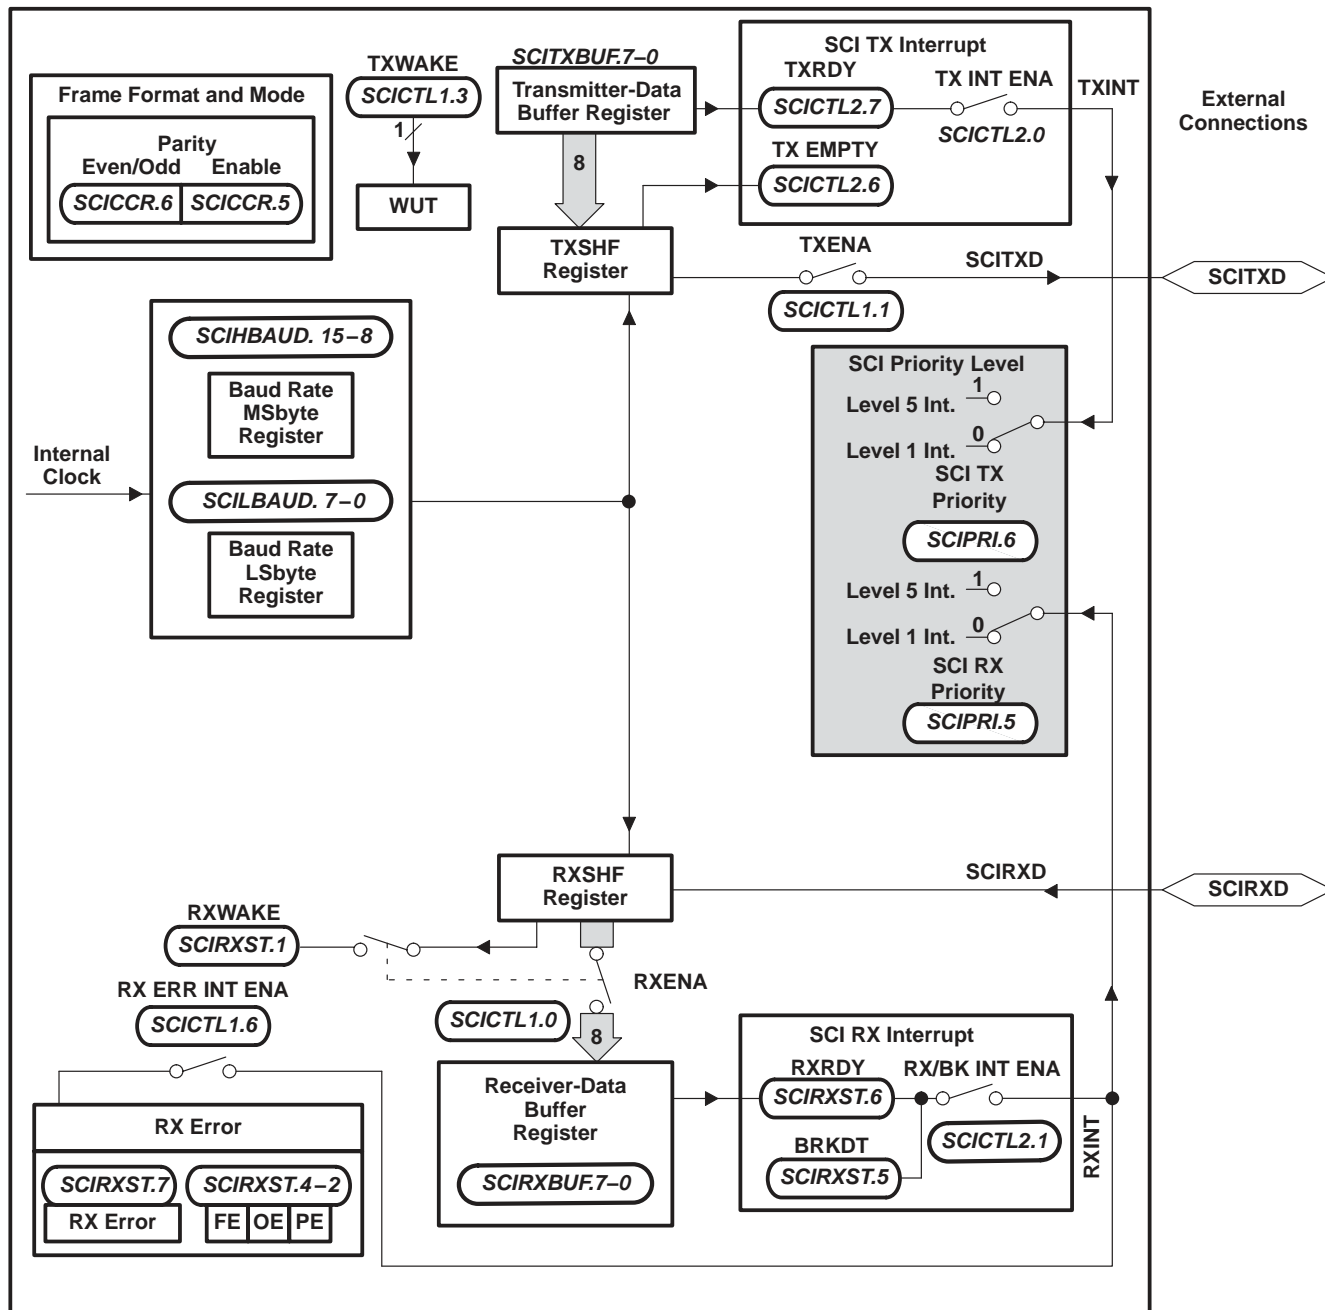 Frame Format and Mode
Parity
Even/Odd Enable
SCICCR.6 SCICCR.5
TXWAKE
SCICTL1.3
1
WUT
SCITXBUF.7–0
Transmitter-Data
Buffer Register
8
TXSHF
Register
SCI TX Interrupt
TXRDY
SCICTL2.7
TX INT ENA
SCICTL2.0
TX EMPTY
SCICTL2.6
TXINT
External
Connections
TXENA
SCICTL1.1
SCITXD
SCITXD
SCIHBAUD. 15–8
Baud Rate
MSbyte
Register
Internal
Clock
SCILBAUD. 7–0
Baud Rate
LSbyte
Register
SCI Priority Level
Level 5 Int. 1
Level 1 Int. 0
SCI TX
Priority
SCIPRI.6
Level 5 Int. 1
Level 1 Int. 0
SCI RX
Priority
SCIPRI.5
RXSHF
Register
SCIRXD
SCIRXD
RXWAKE
SCIRXST.1
RXENA
SCICTL1.0
8
RX ERR INT ENA
SCICTL1.6
RX Error
SCIRXST.7 SCIRXST.4–2
RX Error FE OE PE
Receiver-Data
Buffer
Register
SCIRXBUF.7–0
SCI RX Interrupt
RXRDY
SCIRXST.6
RX/BK INT ENA
SCICTL2.1
BRKDT
SCIRXST.5
RXINT